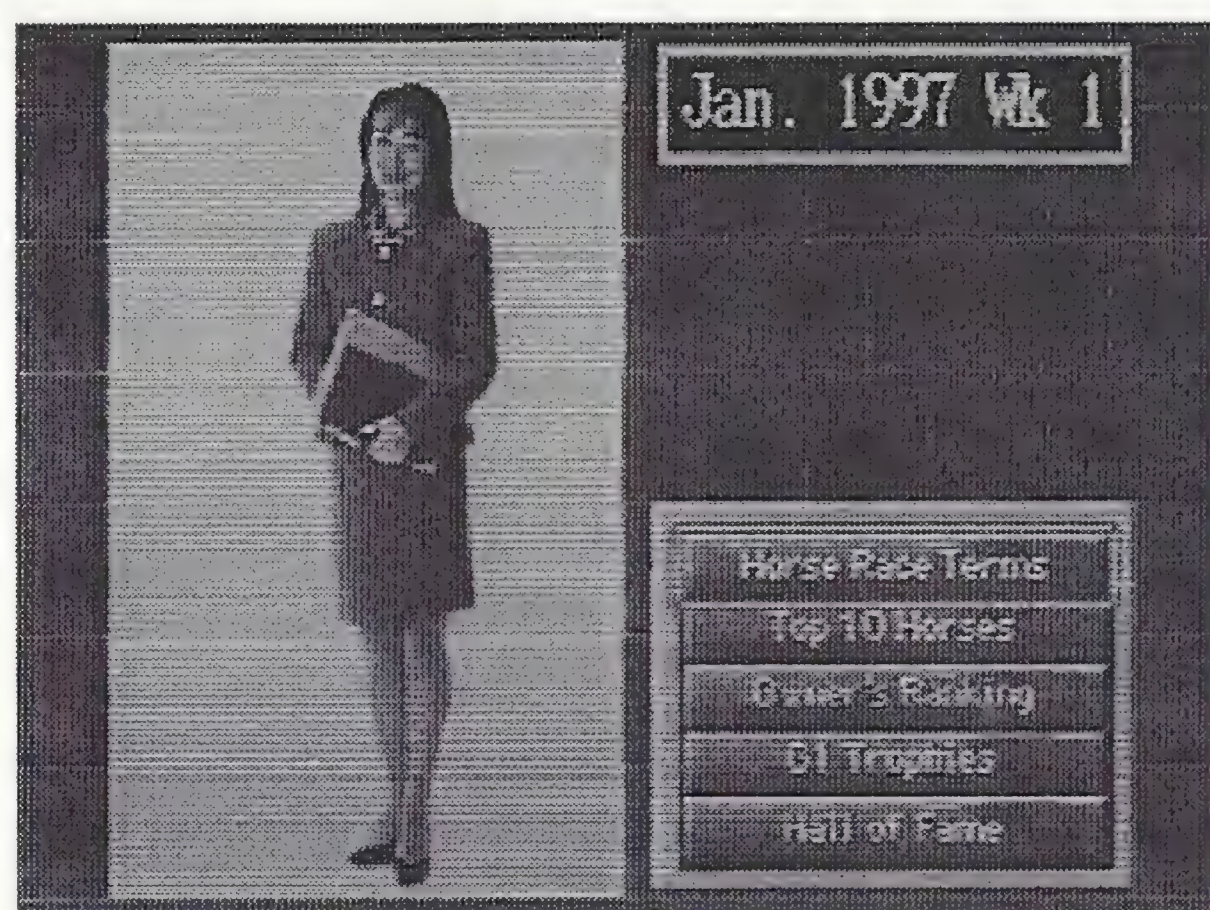 Jan. 1997 Wk 1
Horse Race Terms
Top 10 Horses
Owner's Ranking
G1 Trophies
Hall of Fame